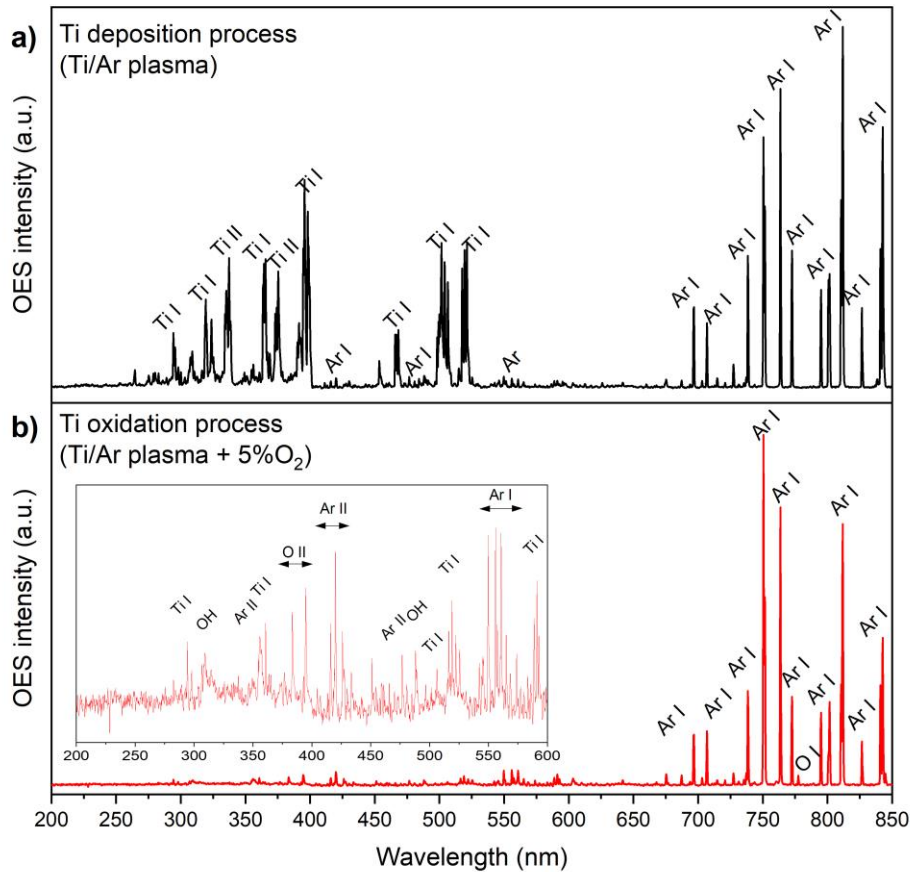 a) Ti deposition process
(Ti/Ar plasma)
OES intensity (a.u.)
Ti I
Ti I
Ti II
Ti I
Ti II
Ti I
Ar I
Ti I
Ar I
Ti I
Ti I
Ar
Ar I
Ar I
Ar I
Ar I
Ar I
Ar I
Ar I
Ar I
Ar I
Ar I
b) Ti oxidation process
(Ti/Ar plasma + 5%O₂)
OES intensity (a.u.)
Ti I
OH
Ar II
Ti I
O II
Ar II
Ar II
OH
Ti I
Ti I
Ar I
Ti I
200 250 300 350 400 450 500 550 600
Ar I
Ar I
Ar I
Ar I
Ar I
Ar I
O I
Ar I
Ar I
Ar I
Ar I
200 250 300 350 400 450 500 550 600 650 700 750 800 850
Wavelength (nm)